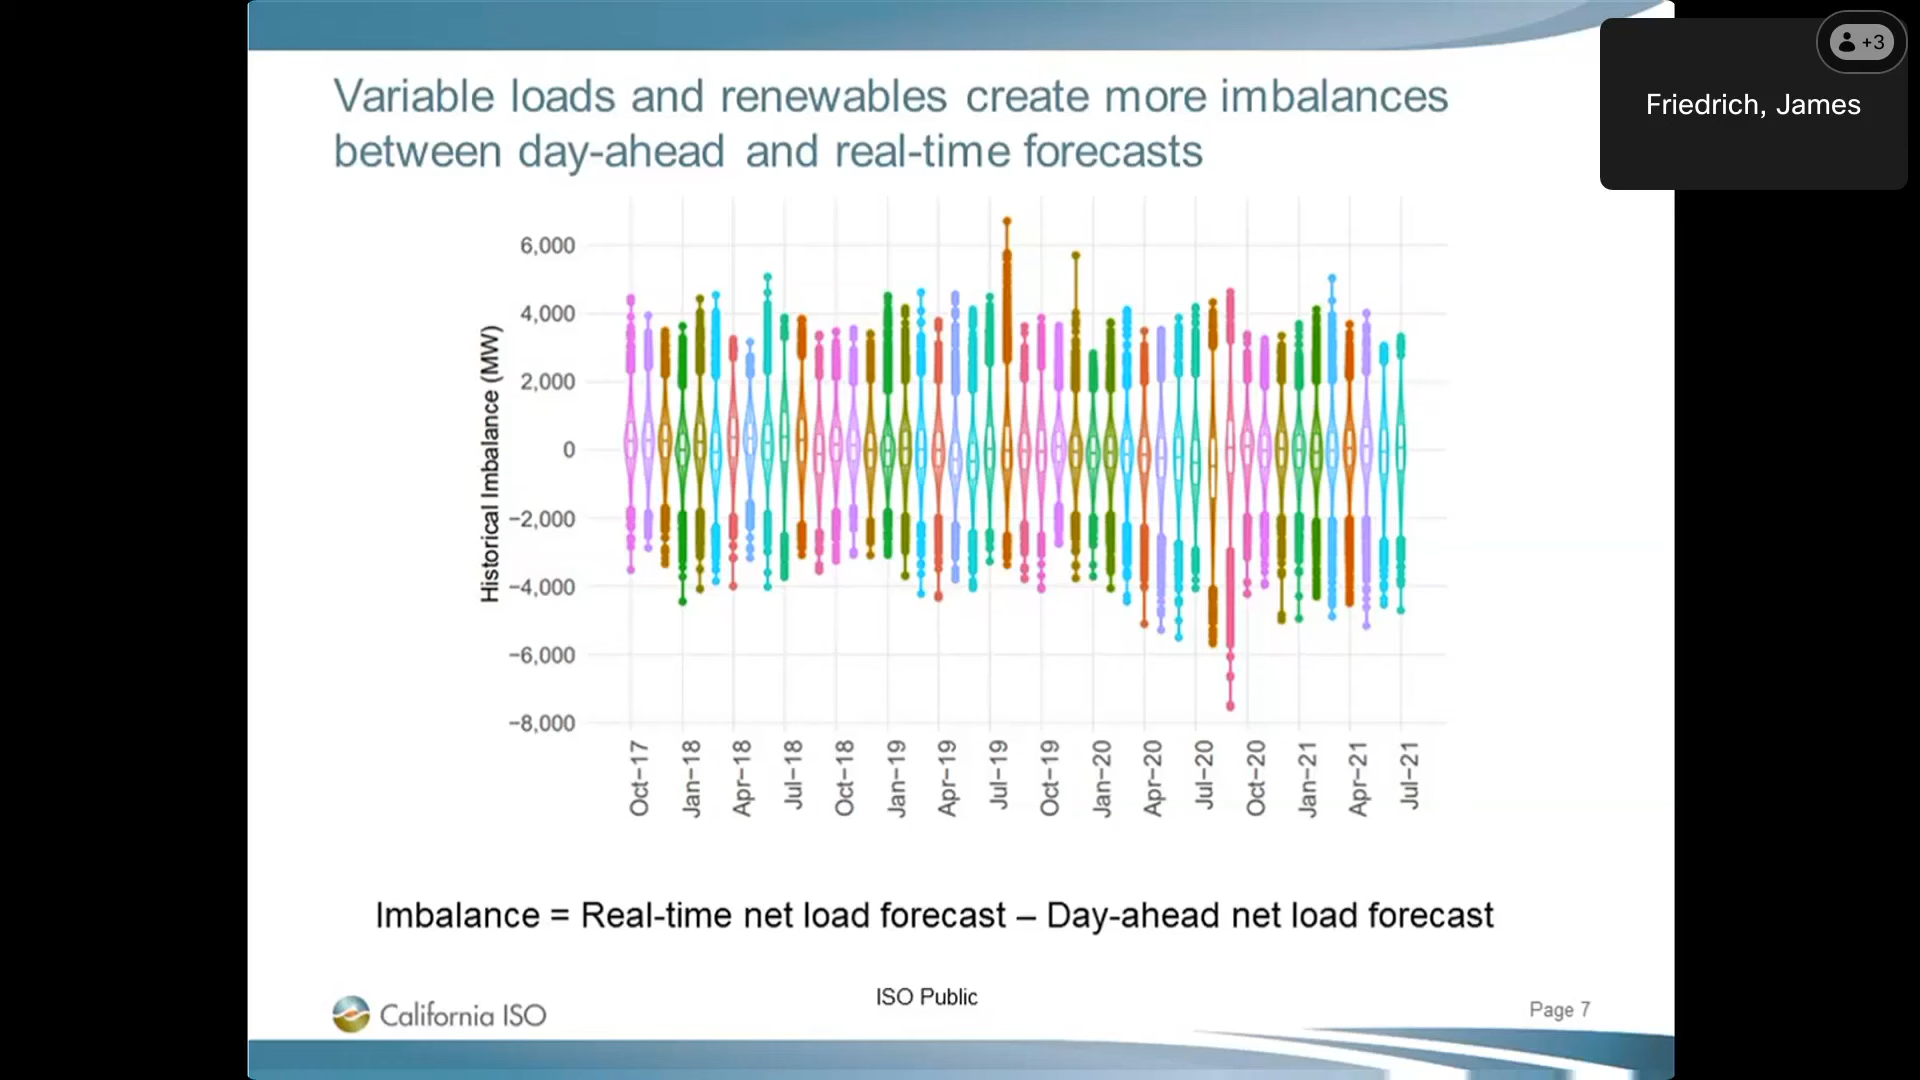 Variable loads and renewables create more imbalances
between day-ahead and real-time forecasts
+3
Friedrich, James
Historical Imbalance (MW)
6,000
4,000
2,000
0
−2,000
−4,000
−6,000
−8,000
Oct−17
Jan−18
Apr−18
Jul−18
Oct−18
Jan−19
Apr−19
Jul−19
Oct−19
Jan−20
Apr−20
Jul−20
Oct−20
Jan−21
Apr−21
Jul−21
Imbalance = Real-time net load forecast – Day-ahead net load forecast
ISO Public
California ISO
Page 7